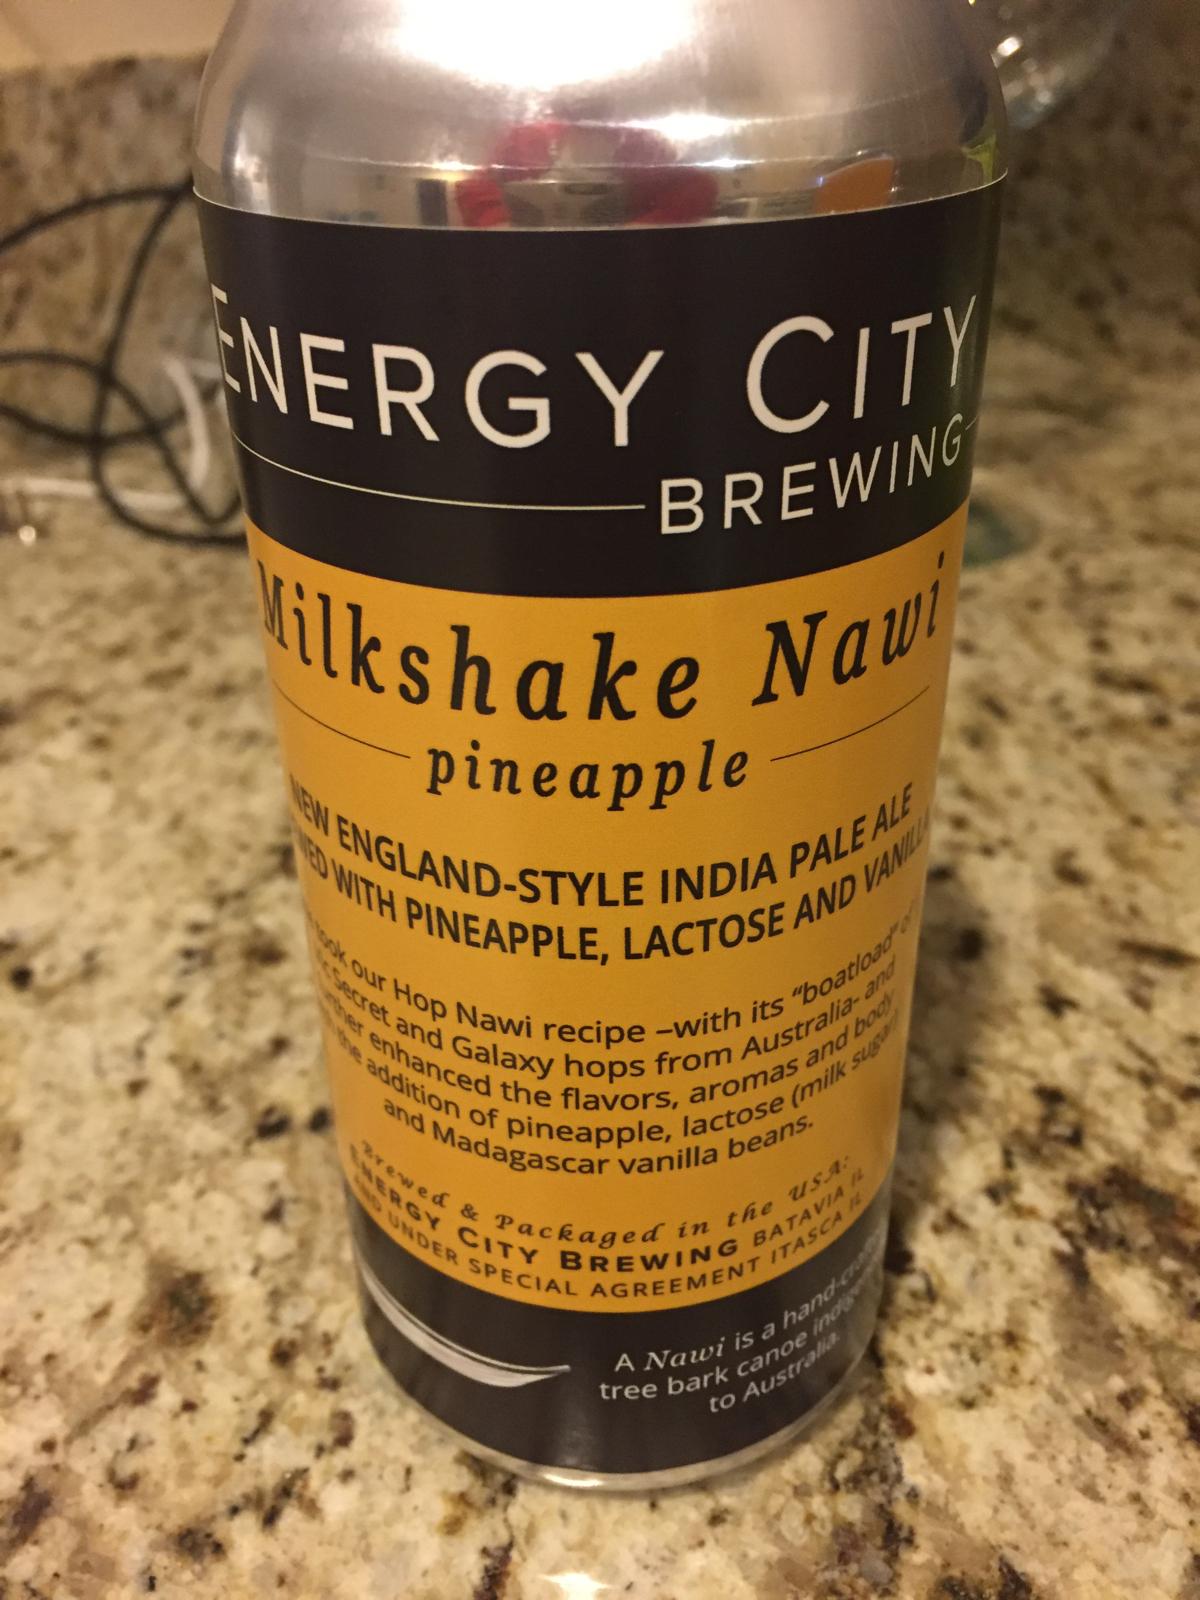 ENERGY CITY
BREWING
Milkshake Nawi
pineapple
NEW ENGLAND-STYLE INDIA PALE ALE
WITH PINEAPPLE, LACTOSE AND VANILLA
took our Hop Nawi recipe –with its "boatload" of
Secret and Galaxy hops from Australia- and
enhanced the flavors, aromas and body
the addition of pineapple, lactose (milk sugar)
and Madagascar vanilla beans.
Brewed & Packaged in the USA:
ENERGY CITY BREWING BATAVIA IL
AND UNDER SPECIAL AGREEMENT ITASCA IL
A Nawi is a hand-
tree bark canoe
to Australia.